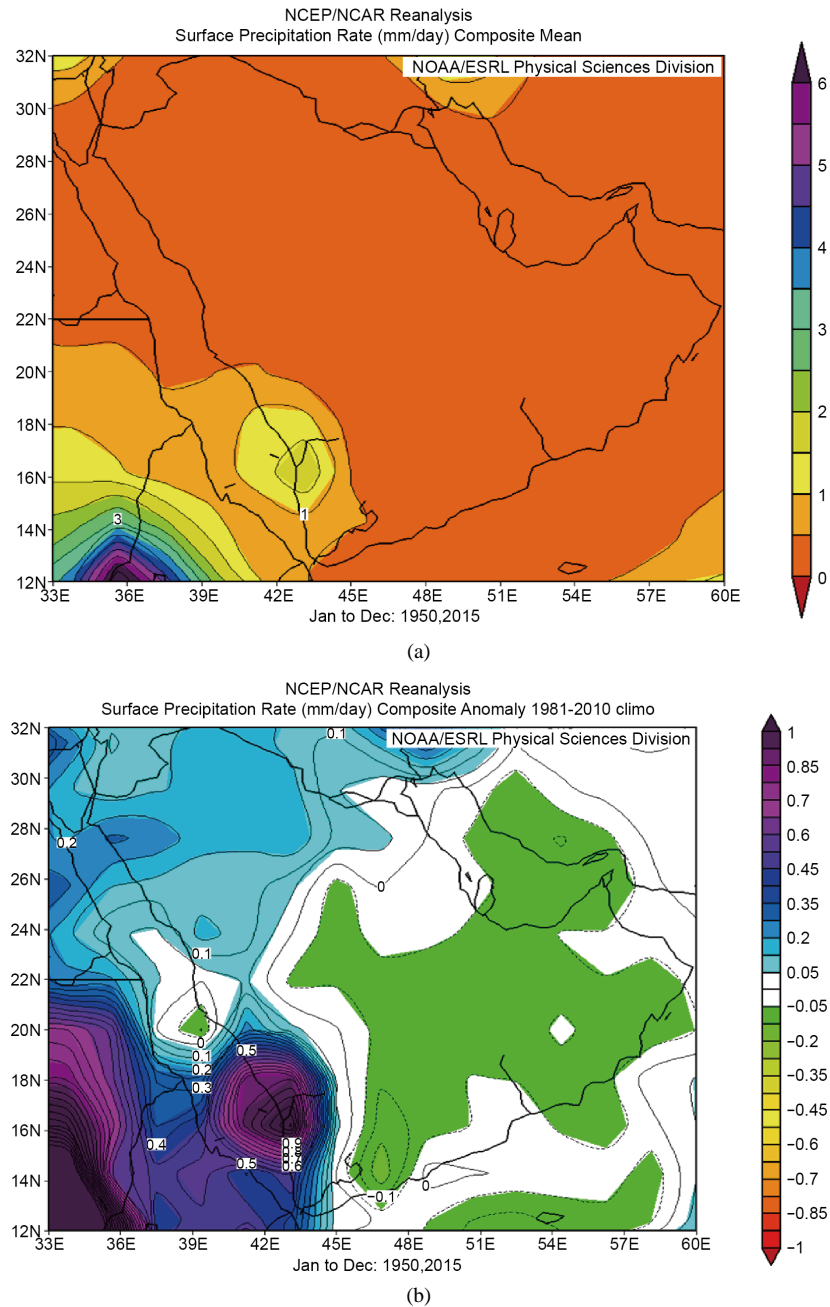 NCEP/NCAR Reanalysis
Surface Precipitation Rate (mm/day) Composite Mean
NOAA/ESRL Physical Sciences Division
32N
30N
28N
26N
24N
22N
20N
18N
16N
14N
12N
3
1
33E 36E 39E 42E 45E 48E 51E 54E 57E 60E
Jan to Dec: 1950,2015
6
5
4
3
2
1
0
(a)
NCEP/NCAR Reanalysis
Surface Precipitation Rate (mm/day) Composite Anomaly 1981-2010 climo
NOAA/ESRL Physical Sciences Division
32N
30N
28N
26N
24N
22N
20N
18N
16N
14N
12N
0.1
0.2
0
0.1
0
0.1
0.2
0.3
0.5
0.4
0.5
0.9
0.6
−0.1
0
33E 36E 39E 42E 45E 48E 51E 54E 57E 60E
Jan to Dec: 1950,2015
1
0.85
0.7
0.6
0.45
0.35
0.2
0.05
−0.05
−0.2
−0.35
−0.45
−0.6
−0.7
−0.85
−1
(b)